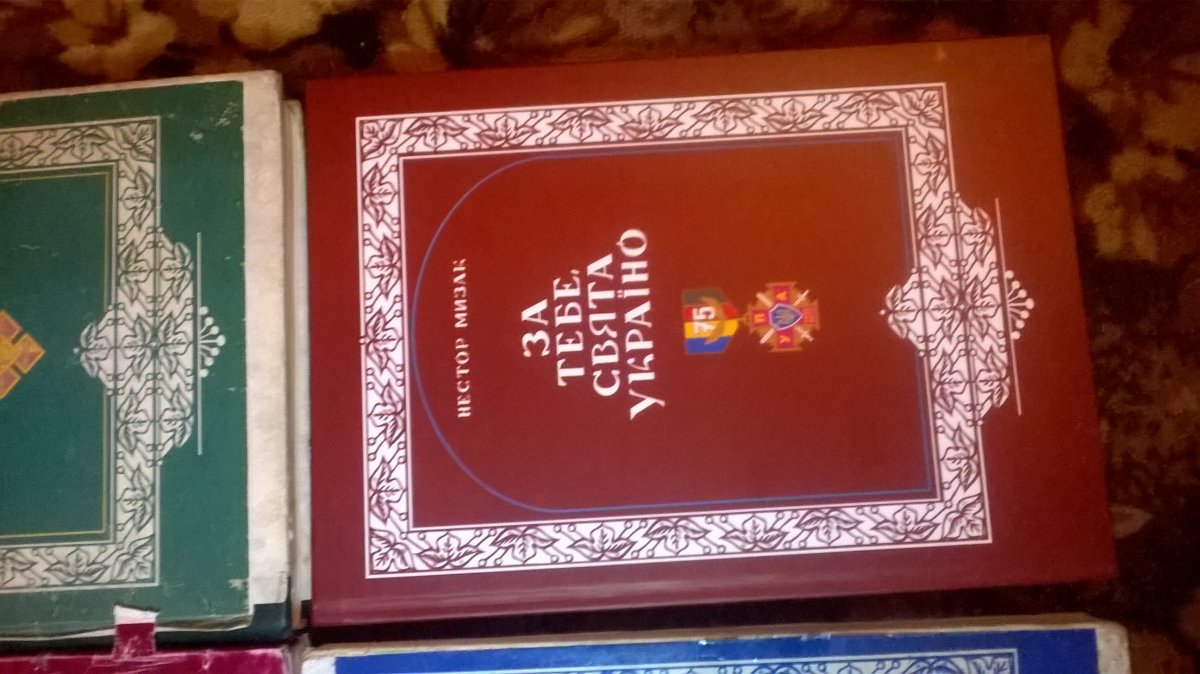 НЕСТОР МИЗАК
ЗА
ТЕБЕ
СВЯТА
УКРАЇНО
75
У П А